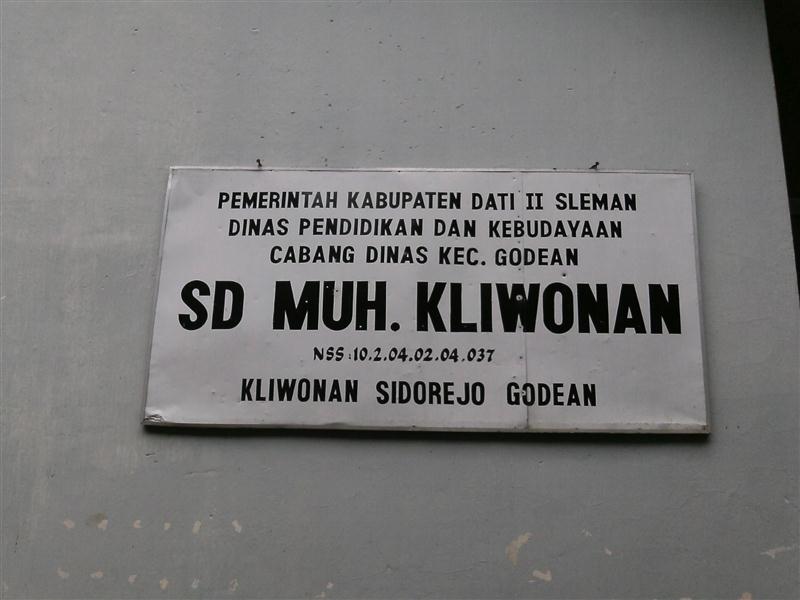 PEMERINTAH KABUPATEN DATI II SLEMAN
DINAS PENDIDIKAN DAN KEBUDAYAAN
CABANG DINAS KEC. GODEAN
SD MUH. KLIWONAN
NSS:10.2.04.02.04.037
KLIWONAN SIDOREJO GODEAN